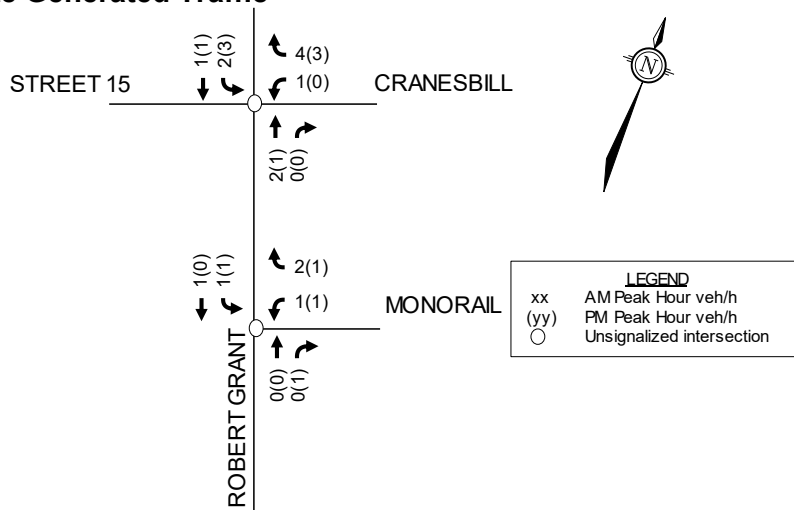 Generated Traffic
1(1)
2(3)
4(3)
1(0)
STREET 15
CRANESBILL
2(1)
0(0)
N
1(0)
1(1)
2(1)
1(1)
MONORAIL
0(0)
0(1)
ROBERT GRANT
LEGEND
xx AM Peak Hour veh/h
(yy) PM Peak Hour veh/h
Unsignalized intersection